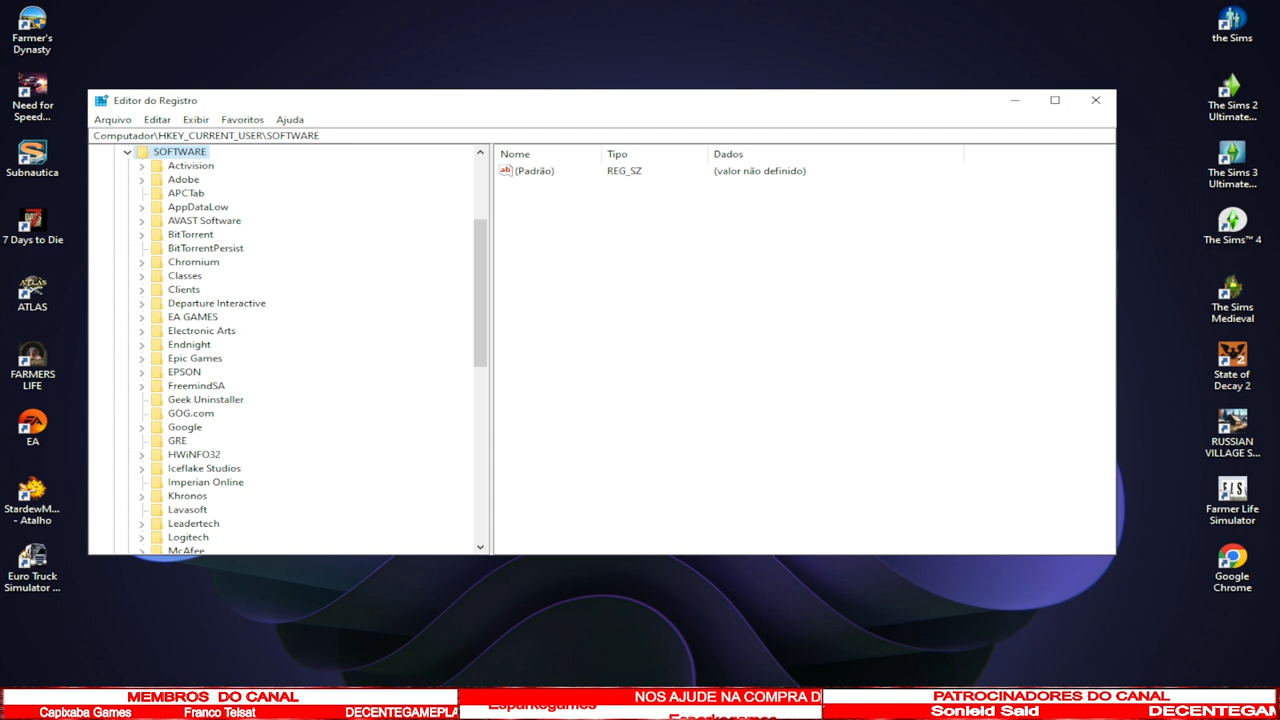 Farmer's
Dynasty
Need for
Speed...
Subnautica
7 Days to Die
ATLAS
FARMERS
LIFE
EA
StardewM...
- Atalho
Euro Truck
Simulator ...
Editor do Registro
Arquivo Editar Exibir Favoritos Ajuda
Computador\HKEY_CURRENT_USER\SOFTWARE
SOFTWARE
Activision
Adobe
APCTab
AppDataLow
AVAST Software
BitTorrent
BitTorrentPersist
Chromium
Classes
Clients
Departure Interactive
EA GAMES
Electronic Arts
Endnight
Epic Games
EPSON
FreemindSA
Geek Uninstaller
GOG.com
Google
GRE
HWiNFO32
Iceflake Studios
Imperian Online
Khronos
Lavasoft
Leadertech
Logitech
McAfee
Nome Tipo Dados
(Padrão) REG_SZ (valor não definido)
the Sims
The Sims 2
Ultimate...
The Sims 3
Ultimate...
The Sims™ 4
The Sims
Medieval
State of
Decay 2
RUSSIAN
VILLAGE S...
Farmer Life
Simulator
Google
Chrome
MEMBROS DO CANAL
Capixaba Games Franco Telsat DECENTEGAMEPLA
NOS AJUDE NA COMPRA D
Esparkegames
Esparkegames
PATROCINADORES DO CANAL
Sonield Said DECENTEGAM